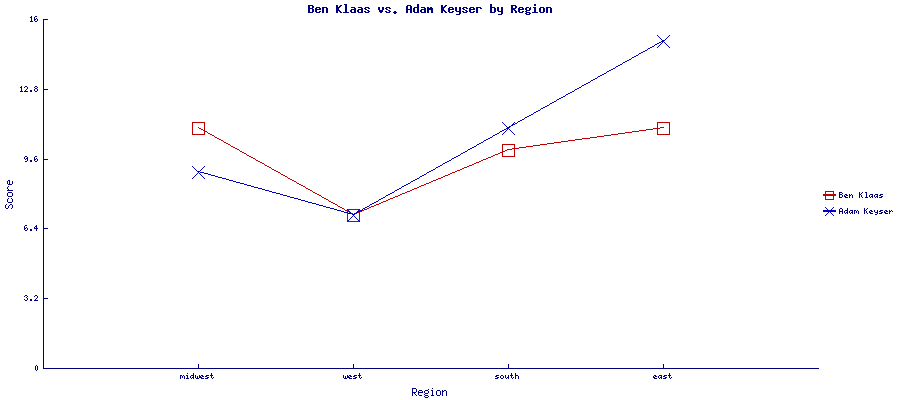 Ben Klaas vs. Adam Keyser by Region
16
12.8
9.6
6.4
3.2
0
Score
midwest west south east
Region
Ben Klaas
Adam Keyser